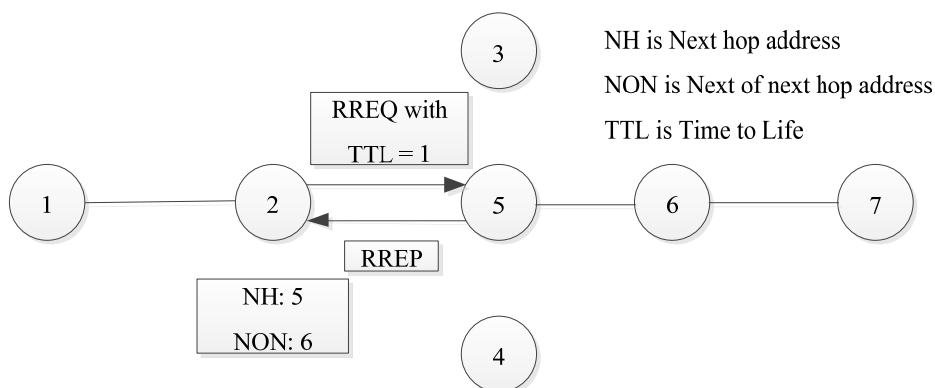 3
NH is Next hop address
NON is Next of next hop address
TTL is Time to Life
RREQ with
TTL = 1
1
2
5
6
7
RREP
NH: 5
NON: 6
4